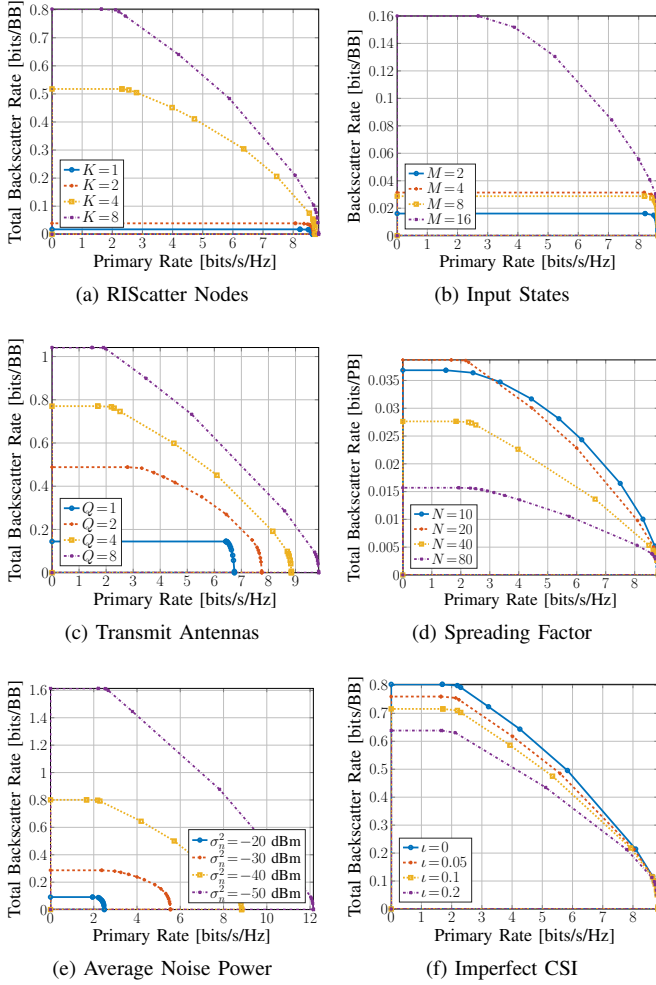 Total Backscatter Rate [bits/BB]
0.8
0.7
0.6
0.5
0.4
0.3
0.2
0.1
0
K = 1
K = 2
K = 4
K = 8
0 1 2 3 4 5 6 7 8
Primary Rate [bits/s/Hz]
(a) RIScatter Nodes
Backscatter Rate [bits/BB]
0.16
0.14
0.12
0.1
0.08
0.06
0.04
0.02
0
M = 2
M = 4
M = 8
M = 16
0 1 2 3 4 5 6 7 8
Primary Rate [bits/s/Hz]
(b) Input States
Total Backscatter Rate [bits/BB]
1
0.8
0.6
0.4
0.2
0
Q = 1
Q = 2
Q = 4
Q = 8
0 1 2 3 4 5 6 7 8 9
Primary Rate [bits/s/Hz]
(c) Transmit Antennas
Total Backscatter Rate [bits/PB]
0.035
0.03
0.025
0.02
0.015
0.01
0.005
0
N = 10
N = 20
N = 40
N = 80
0 1 2 3 4 5 6 7 8
Primary Rate [bits/s/Hz]
(d) Spreading Factor
Total Backscatter Rate [bits/BB]
1.6
1.4
1.2
1
0.8
0.6
0.4
0.2
0
σ_n^2 = −20 dBm
σ_n^2 = −30 dBm
σ_n^2 = −40 dBm
σ_n^2 = −50 dBm
0 2 4 6 8 10 12
Primary Rate [bits/s/Hz]
(e) Average Noise Power
Total Backscatter Rate [bits/BB]
0.8
0.7
0.6
0.5
0.4
0.3
0.2
0.1
0
ι = 0
ι = 0.05
ι = 0.1
ι = 0.2
0 1 2 3 4 5 6 7 8
Primary Rate [bits/s/Hz]
(f) Imperfect CSI